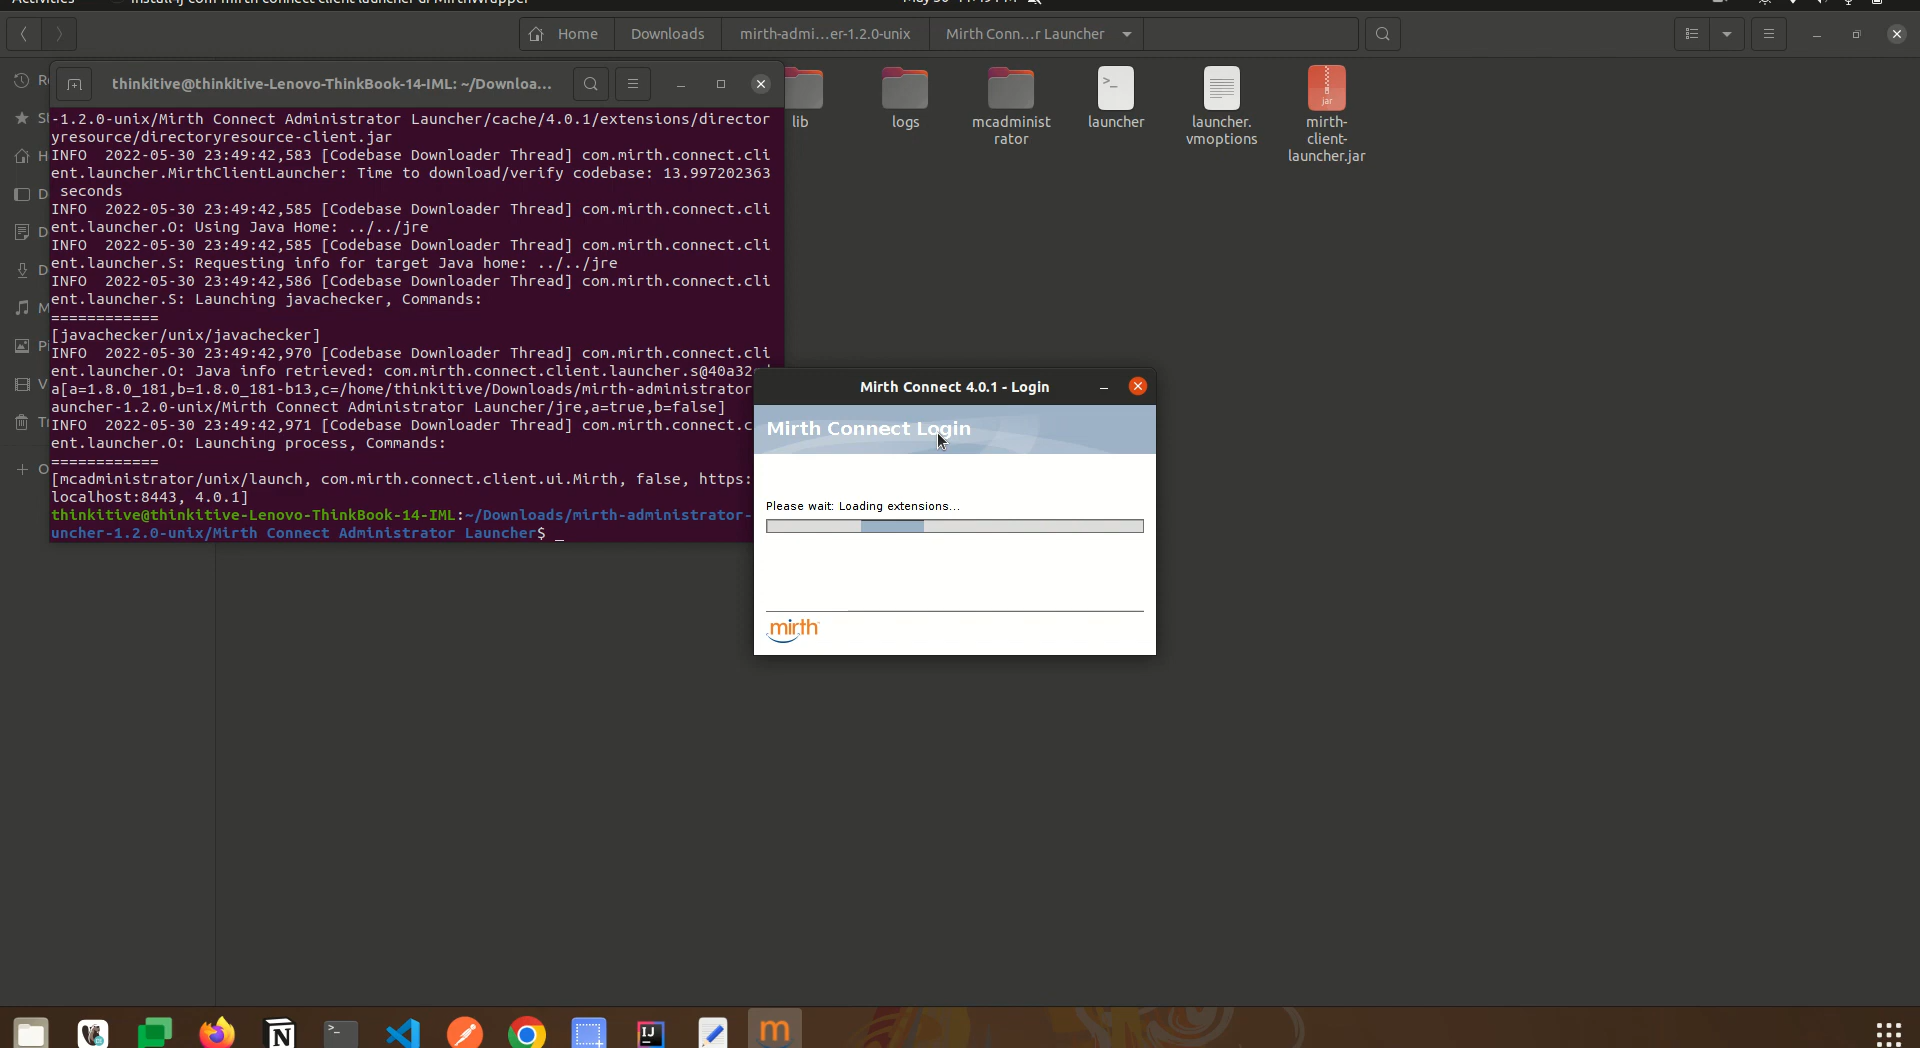 Activities
install4j-com-mirth-connect-client-launcher-ui-MirthWrapper
Home
Downloads
mirth-admi…er-1.2.0-unix
Mirth Conn…r Launcher
thinkitive@thinkitive-Lenovo-ThinkBook-14-IML: ~/Downloa...
-1.2.0-unix/Mirth Connect Administrator Launcher/cache/4.0.1/extensions/director
yresource/directoryresource-client.jar
INFO  2022-05-30 23:49:42,583 [Codebase Downloader Thread] com.mirth.connect.cli
ent.launcher.MirthClientLauncher: Time to download/verify codebase: 13.997202363
 seconds
INFO  2022-05-30 23:49:42,585 [Codebase Downloader Thread] com.mirth.connect.cli
ent.launcher.O: Using Java Home: ../../jre
INFO  2022-05-30 23:49:42,585 [Codebase Downloader Thread] com.mirth.connect.cli
ent.launcher.S: Requesting info for target Java home: ../../jre
INFO  2022-05-30 23:49:42,586 [Codebase Downloader Thread] com.mirth.connect.cli
ent.launcher.S: Launching javachecker, Commands:
============
[javachecker/unix/javachecker]
INFO  2022-05-30 23:49:42,970 [Codebase Downloader Thread] com.mirth.connect.cli
ent.launcher.O: Java info retrieved: com.mirth.connect.client.launcher.s@40a32
a[a=1.8.0_181,b=1.8.0_181-b13,c=/home/thinkitive/Downloads/mirth-administrator
auncher-1.2.0-unix/Mirth Connect Administrator Launcher/jre,a=true,b=false]
INFO  2022-05-30 23:49:42,971 [Codebase Downloader Thread] com.mirth.connect.c
ent.launcher.O: Launching process, Commands:
============
[mcadministrator/unix/launch, com.mirth.connect.client.ui.Mirth, false, https:
localhost:8443, 4.0.1]
thinkitive@thinkitive-Lenovo-ThinkBook-14-IML:~/Downloads/mirth-administrator-
uncher-1.2.0-unix/Mirth Connect Administrator Launcher$ _
lib
logs
mcadminist
rator
launcher
launcher.
vmoptions
jar
mirth-
client-
launcher.jar
Mirth Connect 4.0.1 - Login
Mirth Connect Login
Please wait: Loading extensions...
mirth
N
IJ
m